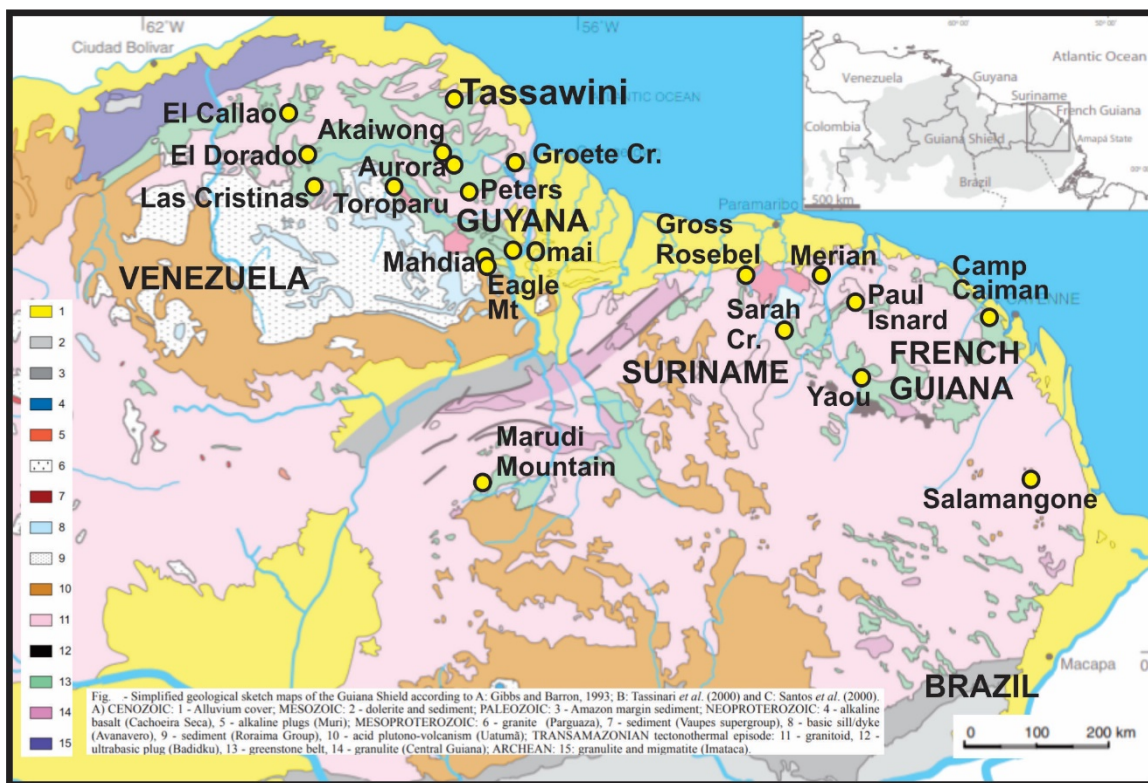 62°W
56°W
Ciudad Bolivar
Tassawini
ANTIC OCEAN
El Callao
Akaiwong
El Dorado
Aurora
Groete Cr.
Las Cristinas
Toroparu
Peters
GUYANA
Mahdia
Omai
Eagle
Mt
VENEZUELA
Paramaribo
Gross
Rosebel
Merian
Camp
Caiman
CAYENNE
Paul
Isnard
Sarah
Cr.
SURINAME
FRENCH
GUIANA
Yaou
Marudi
Mountain
Salamangone
Macapa
BRAZIL
0
0 100 200 km
Atlantic Ocean
Venezuela
Guyana
Suriname
French Guiana
Colombia
Guiana Shield
Amapá State
Brazil
500 km
1
2
3
4
5
6
7
8
9
10
11
12
13
14
15
Fig. - Simplified geological sketch maps of the Guiana Shield according to A: Gibbs and Barron, 1993; B: Tassinari et al. (2000) and C: Santos et al. (2000).
A) CENOZOIC: 1 - Alluvium cover; MESOZOIC: 2 - dolerite and sediment; PALEOZOIC: 3 - Amazon margin sediment; NEOPROTEROZOIC: 4 - alkaline
basalt (Cachoeira Seca), 5 - alkaline plugs (Muri); MESOPROTEROZOIC: 6 - granite (Parguaza), 7 - sediment (Vaupes supergroup), 8 - basic sill/dyke
(Avanavero), 9 - sediment (Roraima Group), 10 - acid plutono-volcanism (Uatumã); TRANSAMAZONIAN tectonothermal episode: 11 - granitoid, 12 -
ultrabasic plug (Badidku), 13 - greenstone belt, 14 - granulite (Central Guiana); ARCHEAN: 15: granulite and migmatite (Imataca).